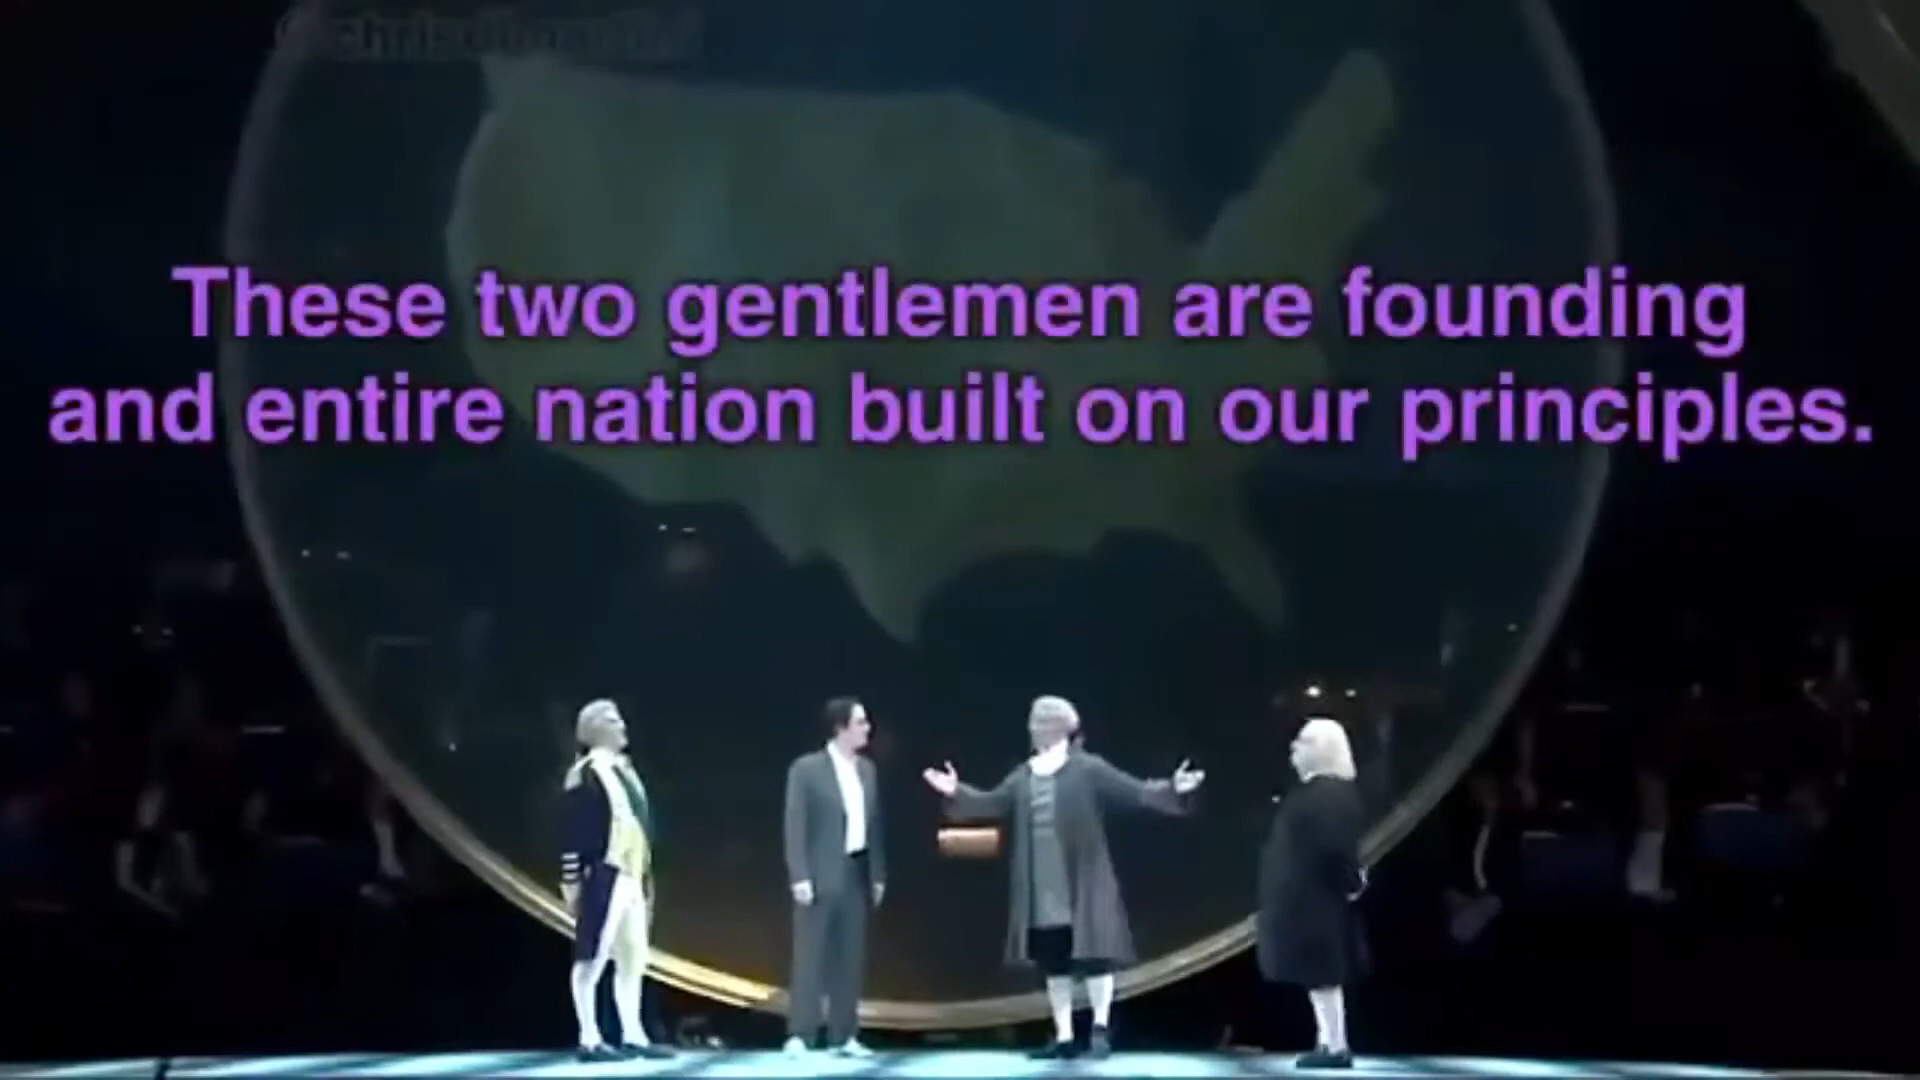 These two gentlemen are founding
and entire nation built on our principles.